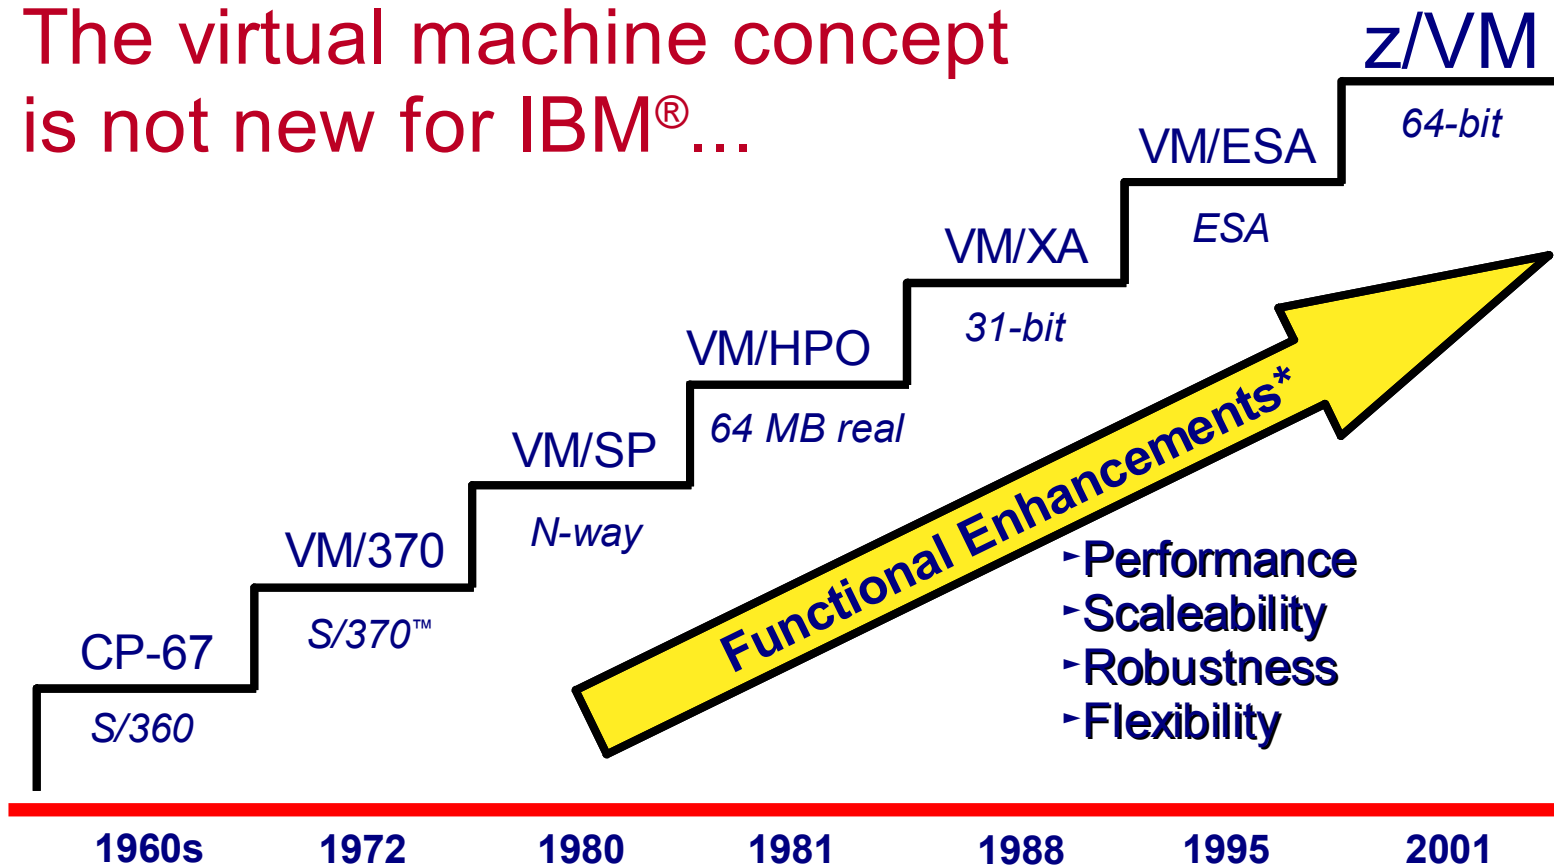 The virtual machine concept
is not new for IBM®...
z/VM
64-bit
VM/ESA
ESA
VM/XA
31-bit
VM/HPO
64 MB real
VM/SP
N-way
VM/370
S/370™
CP-67
S/360
Functional Enhancements*
►Performance
►Scaleability
►Robustness
►Flexibility
1960s 1972 1980 1981 1988 1995 2001